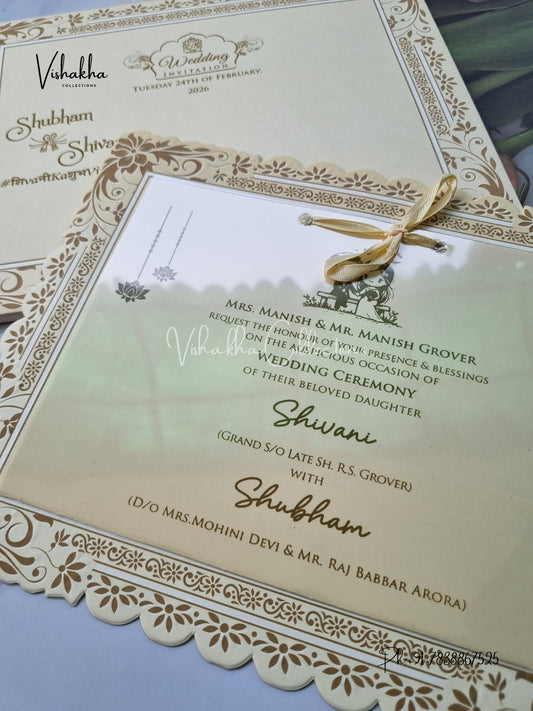 Vishakha
COLLECTIONS
Wedding
INVITATION
TUESDAY 24TH OF FEBRUARY.
2026
Shubham
Shiva
Vishakha Collections
MRS. MANISH & MR. MANISH GROVER
REQUEST THE HONOUR OF YOUR PRESENCE & BLESSINGS
ON THE AUSPICIOUS OCCASION OF
WEDDING CEREMONY
OF THEIR BELOVED DAUGHTER
Shivani
(GRAND S/O LATE SH. R.S. GROVER)
WITH
Shubham
(D/O MRS.MOHINI DEVI & MR. RAJ BABBAR ARORA)
Ph :91-7888867525